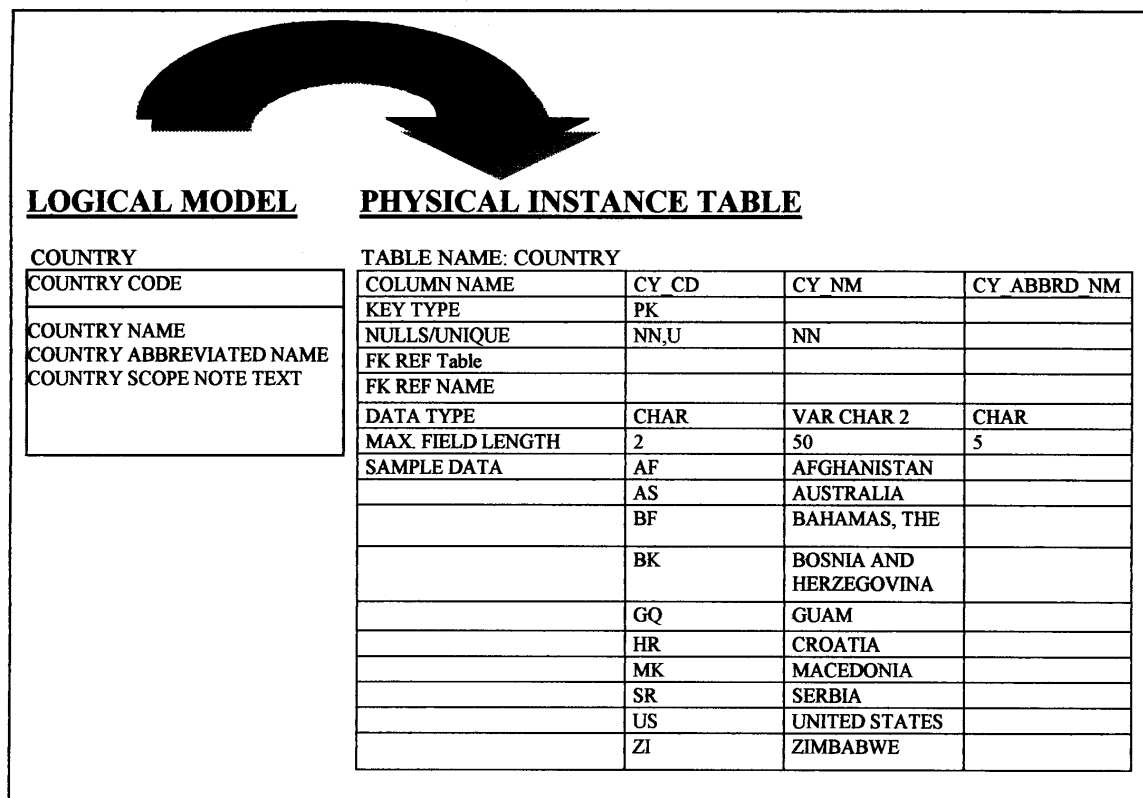 LOGICAL MODEL
COUNTRY
COUNTRY CODE
COUNTRY NAME
COUNTRY ABBREVIATED NAME
COUNTRY SCOPE NOTE TEXT
PHYSICAL INSTANCE TABLE
TABLE NAME: COUNTRY
COLUMN NAME CY_CD CY_NM CY_ABBRD_NM
KEY TYPE PK
NULLS/UNIQUE NN,U NN
FK REF Table
FK REF NAME
DATA TYPE CHAR VAR CHAR 2 CHAR
MAX. FIELD LENGTH 2 50 5
SAMPLE DATA AF AFGHANISTAN
AS AUSTRALIA
BF BAHAMAS, THE
BK BOSNIA AND
HERZEGOVINA
GQ GUAM
HR CROATIA
MK MACEDONIA
SR SERBIA
US UNITED STATES
ZI ZIMBABWE